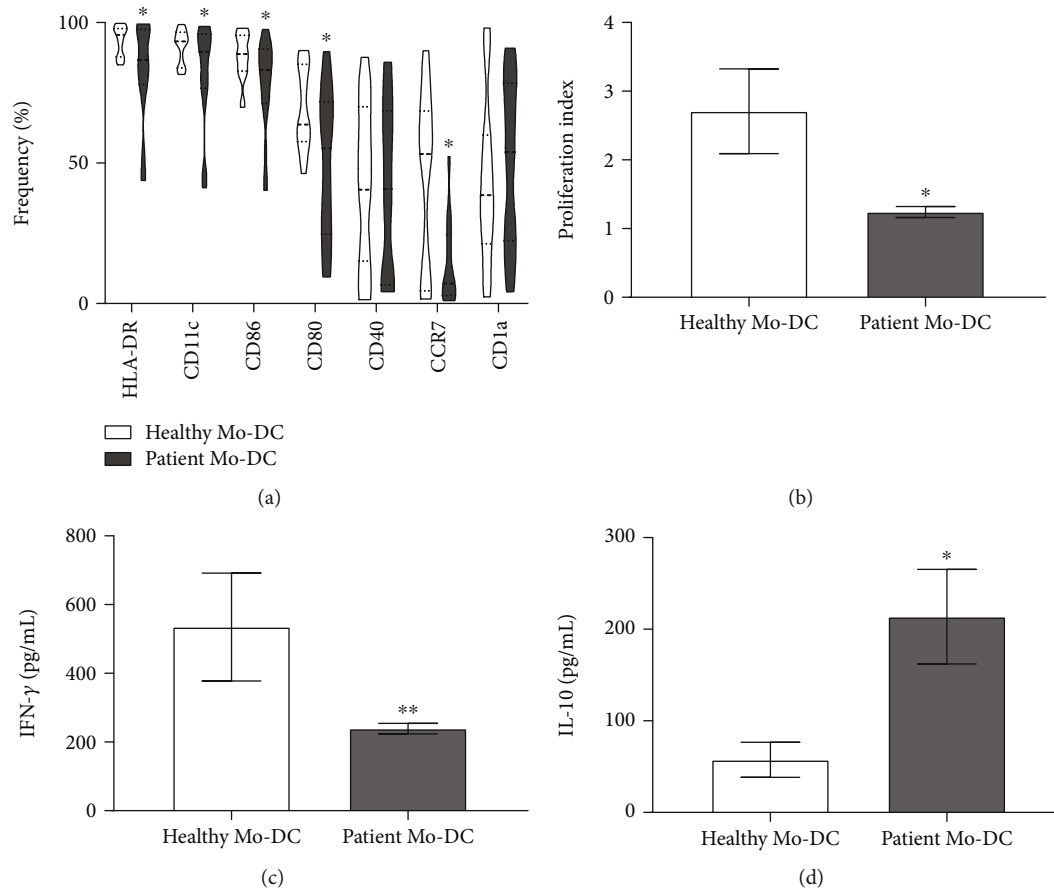 100
50
0
Frequency (%)
* * * * *
HLA-DR
CD11c
CD86
CD80
CD40
CCR7
CD1a
Healthy Mo-DC
Patient Mo-DC
(a)
4
3
2
1
0
Proliferation index
*
Healthy Mo-DC Patient Mo-DC
(b)
800
600
400
200
0
IFN-γ (pg/mL)
**
Healthy Mo-DC Patient Mo-DC
(c)
300
200
100
0
IL-10 (pg/mL)
*
Healthy Mo-DC Patient Mo-DC
(d)